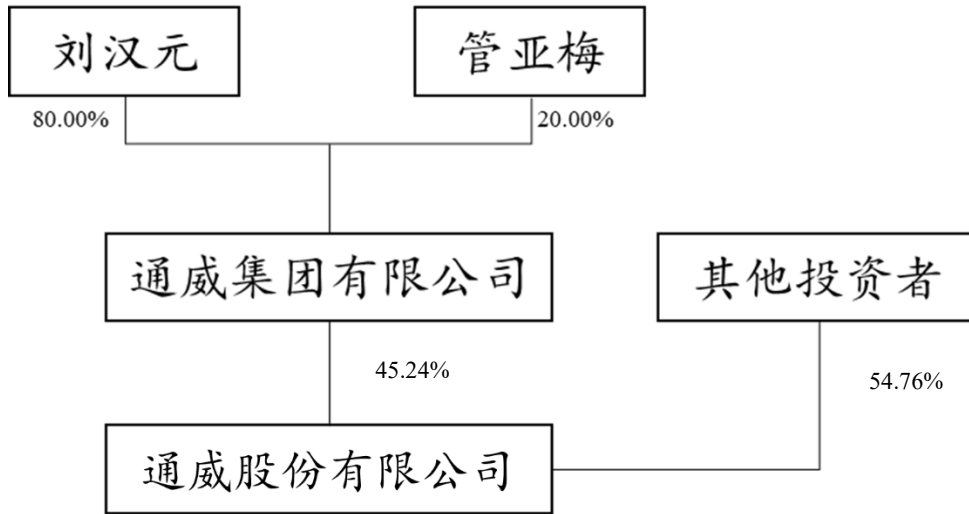 刘汉元
管亚梅
80.00%
20.00%
通威集团有限公司
其他投资者
45.24%
54.76%
通威股份有限公司